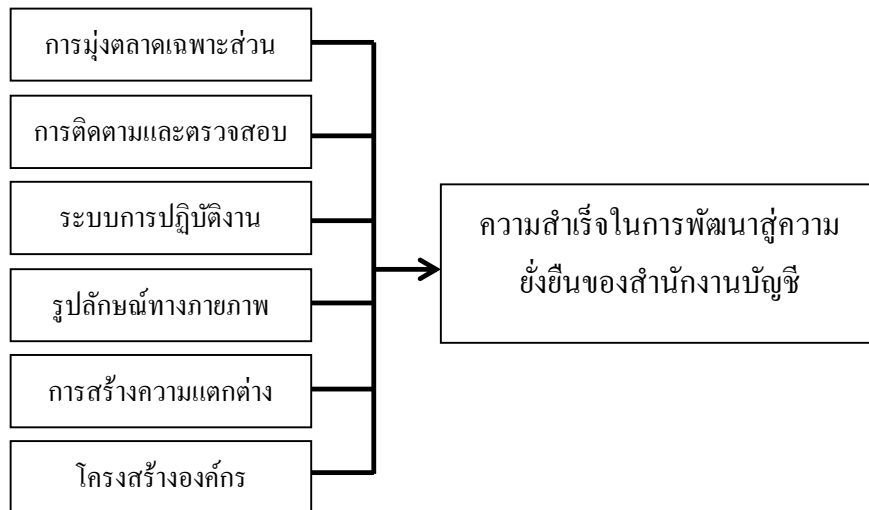 การมุ่งตลาดเฉพาะส่วน
การติดตามและตรวจสอบ
ระบบการปฏิบัติงาน
รูปลักษณ์ทางภายภาพ
การสร้างความแตกต่าง
โครงสร้างองค์กร
ความสำเร็จในการพัฒนาสู่ความ
ยั่งยืนของสำนักงานบัญชี